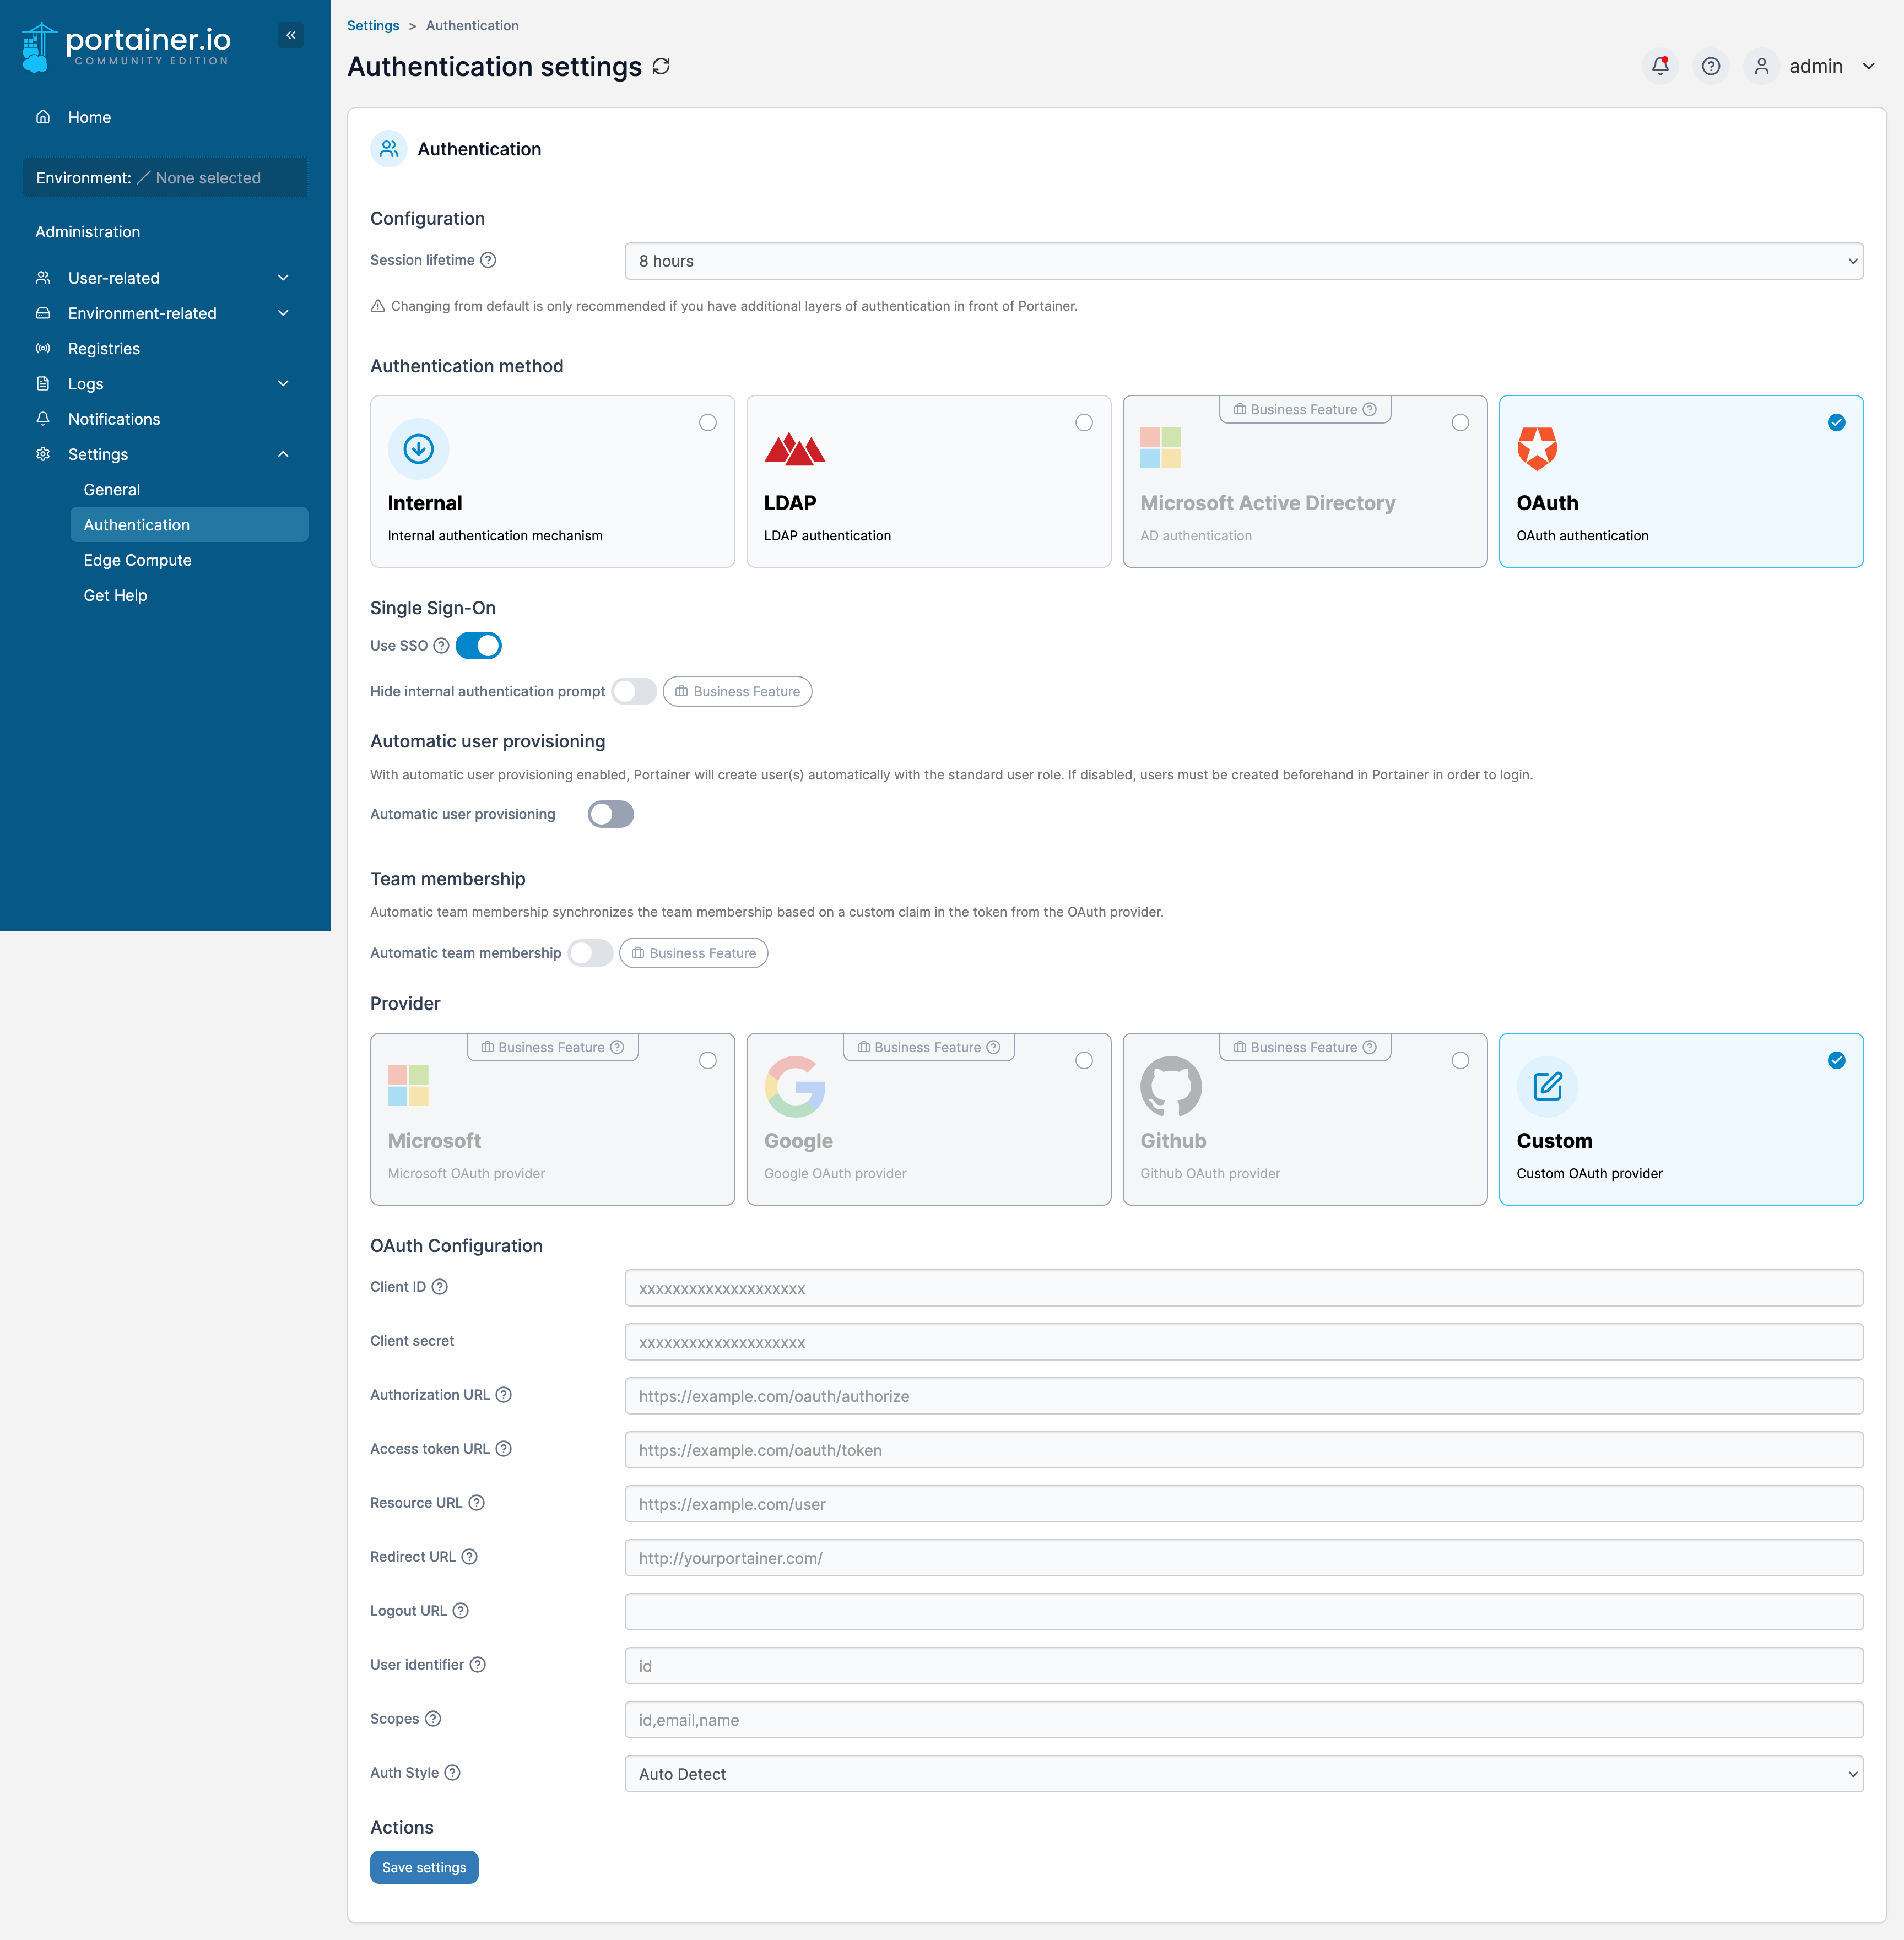 portainer.io
COMMUNITY EDITION
Home
Environment: None selected
Administration
User-related
Environment-related
Registries
Logs
Notifications
Settings
General
Authentication
Edge Compute
Get Help
Settings > Authentication
Authentication settings
admin
Authentication
Configuration
Session lifetime
8 hours
Changing from default is only recommended if you have additional layers of authentication in front of Portainer.
Authentication method
Internal
Internal authentication mechanism
LDAP
LDAP authentication
Business Feature
Microsoft Active Directory
AD authentication
OAuth
OAuth authentication
Single Sign-On
Use SSO
Hide internal authentication prompt
Business Feature
Automatic user provisioning
With automatic user provisioning enabled, Portainer will create user(s) automatically with the standard user role. If disabled, users must be created beforehand in Portainer in order to login.
Automatic user provisioning
Team membership
Automatic team membership synchronizes the team membership based on a custom claim in the token from the OAuth provider.
Automatic team membership
Business Feature
Provider
Business Feature
Microsoft
Microsoft OAuth provider
Business Feature
Google
Google OAuth provider
Business Feature
Github
Github OAuth provider
Custom
Custom OAuth provider
OAuth Configuration
Client ID
xxxxxxxxxxxxxxxxxxxx
Client secret
xxxxxxxxxxxxxxxxxxxx
Authorization URL
https://example.com/oauth/authorize
Access token URL
https://example.com/oauth/token
Resource URL
https://example.com/user
Redirect URL
http://yourportainer.com/
Logout URL
User identifier
id
Scopes
id,email,name
Auth Style
Auto Detect
Actions
Save settings